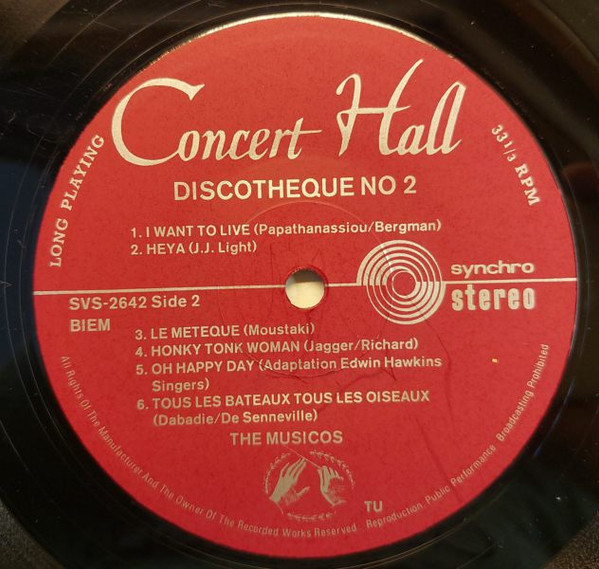 Concert Hall
LONG PLAYING
33 1/3 RPM
DISCOTHEQUE NO 2
1. I WANT TO LIVE (Papathanassiou/Bergman)
2. HEYA (J.J. Light)
synchro
stereo
SVS-2642 Side 2
BIEM
3. LE METEQUE (Moustaki)
4. HONKY TONK WOMAN (Jagger/Richard)
5. OH HAPPY DAY (Adaptation Edwin Hawkins
Singers)
6. TOUS LES BATEAUX TOUS LES OISEAUX
(Dabadie/De Senneville)
THE MUSICOS
TU
All Rights Of The Manufacturer And The Owner Of The Recorded Works Reserved. Reproduction, Public Performance, Broadcasting Prohibited